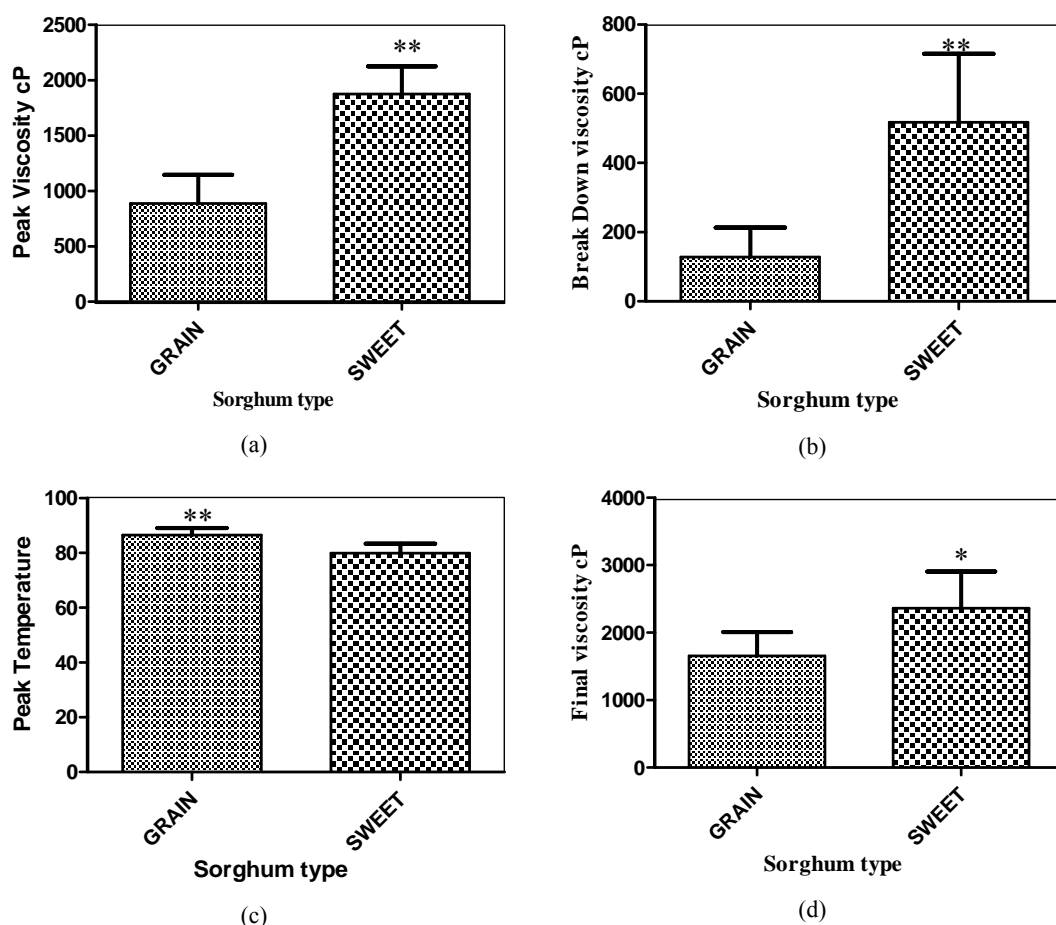 Peak Viscosity cP
2500
2000
1500
1000
500
0
**
GRAIN
SWEET
Sorghum type
(a)
Break Down viscosity cP
800
600
400
200
0
**
GRAIN
SWEET
Sorghum type
(b)
Peak Temperature
100
80
60
40
20
0
**
GRAIN
SWEET
Sorghum type
(c)
Final viscosity cP
4000
3000
2000
1000
0
*
GRAIN
SWEET
Sorghum type
(d)